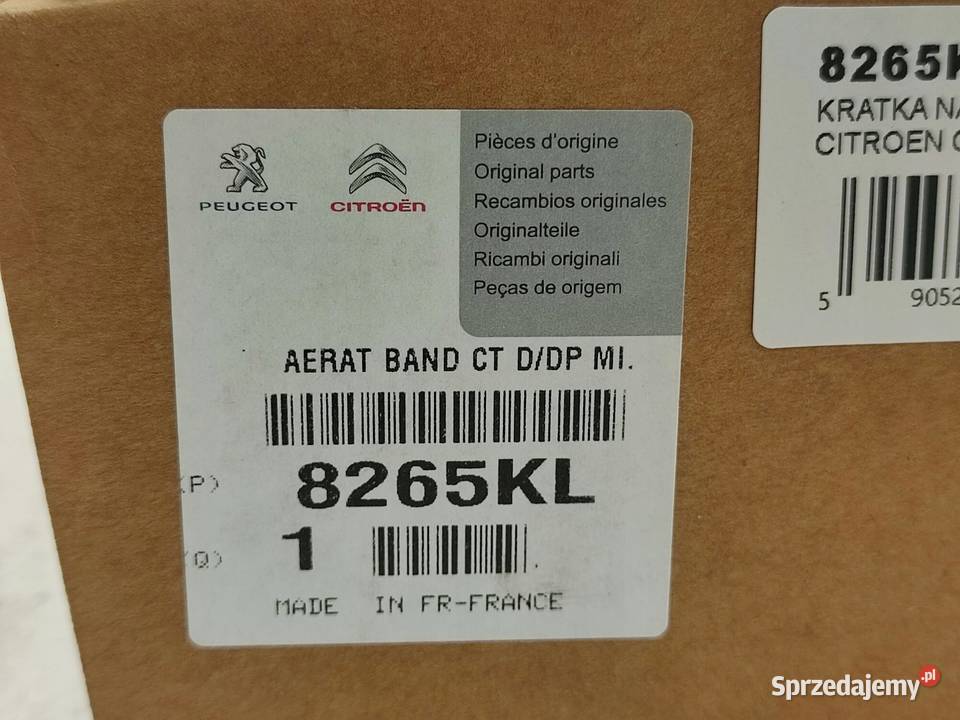 PEUGEOT
CITROËN
Pièces d'origine
Original parts
Recambios originales
Originalteile
Ricambi originali
Peças de origem
AERAT BAND CT D/DP MI.
(P)
8265KL
(Q)
1
MADE IN FR-FRANCE
8265K
KRATKA NA
CITROEN C
5 9052
Sprzedajemy.pl